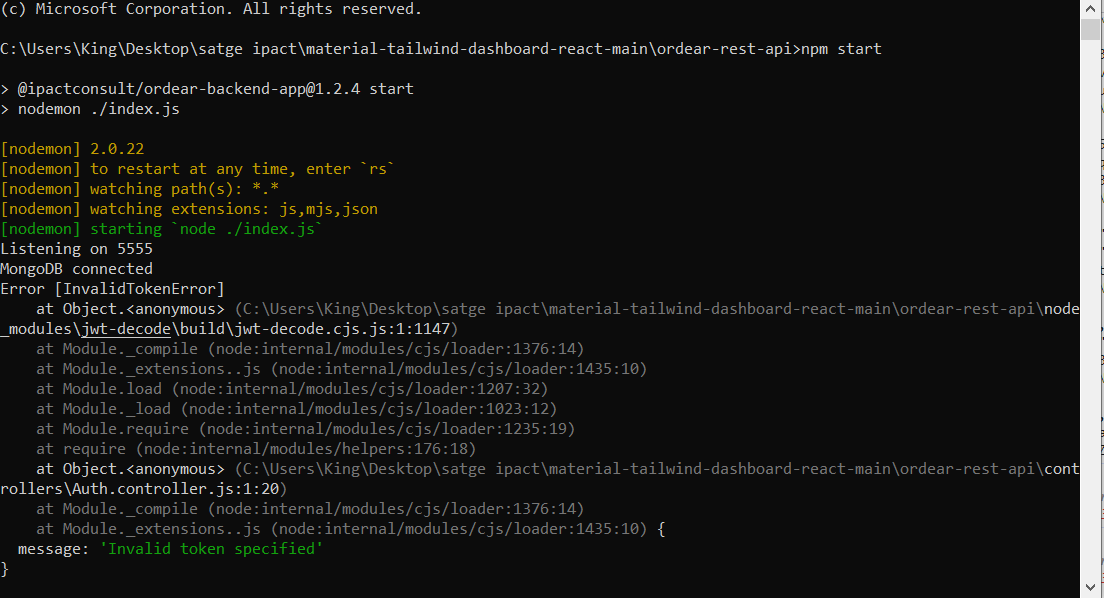 (c) Microsoft Corporation. All rights reserved.
C:\Users\King\Desktop\satge ipact\material-tailwind-dashboard-react-main\ordear-rest-api>npm start
> @ipactconsult/ordear-backend-app@1.2.4 start
> nodemon ./index.js
[nodemon] 2.0.22
[nodemon] to restart at any time, enter `rs`
[nodemon] watching path(s): *.*
[nodemon] watching extensions: js,mjs,json
[nodemon] starting `node ./index.js`
Listening on 5555
MongoDB connected
Error [InvalidTokenError]
    at Object.<anonymous> (C:\Users\King\Desktop\satge ipact\material-tailwind-dashboard-react-main\ordear-rest-api\node
_modules\jwt-decode\build\jwt-decode.cjs.js:1:1147)
    at Module._compile (node:internal/modules/cjs/loader:1376:14)
    at Module._extensions..js (node:internal/modules/cjs/loader:1435:10)
    at Module.load (node:internal/modules/cjs/loader:1207:32)
    at Module._load (node:internal/modules/cjs/loader:1023:12)
    at Module.require (node:internal/modules/cjs/loader:1235:19)
    at require (node:internal/modules/helpers:176:18)
    at Object.<anonymous> (C:\Users\King\Desktop\satge ipact\material-tailwind-dashboard-react-main\ordear-rest-api\cont
rollers\Auth.controller.js:1:20)
    at Module._compile (node:internal/modules/cjs/loader:1376:14)
    at Module._extensions..js (node:internal/modules/cjs/loader:1435:10) {
  message: 'Invalid token specified'
}